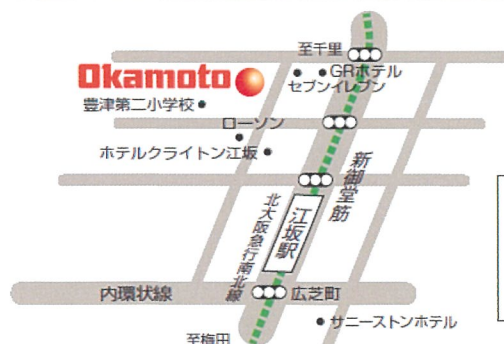 至千里
GRホテル
Okamoto
セブンイレブン
豊津第二小学校
ローソン
ホテルクライトン江坂
新御堂筋
江坂駅
北大阪急行南北線
内環状線
広芝町
サニーストンホテル
至梅田